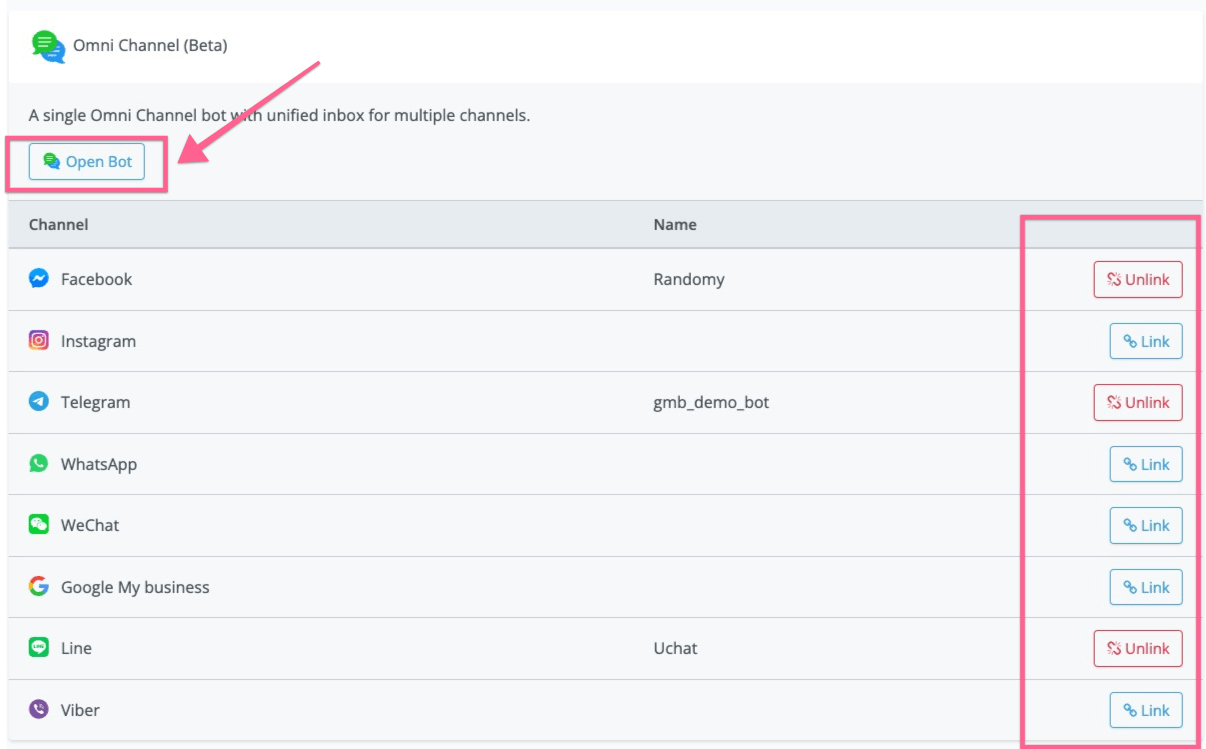 Omni Channel (Beta)
A single Omni Channel bot with unified inbox for multiple channels.
Open Bot
Channel Name
Facebook Randomy Unlink
Instagram Link
Telegram gmb_demo_bot Unlink
WhatsApp Link
WeChat Link
Google My business Link
Line Uchat Unlink
Viber Link